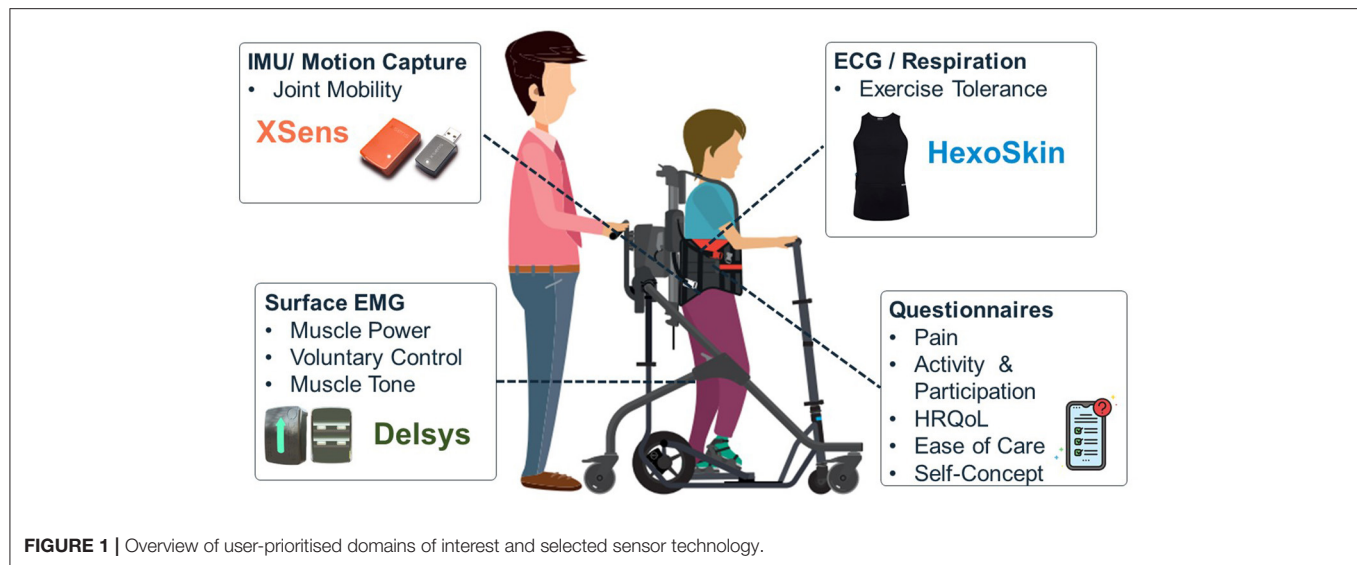 IMU/ Motion Capture
• Joint Mobility
XSens
ECG / Respiration
• Exercise Tolerance
HexoSkin
Surface EMG
• Muscle Power
• Voluntary Control
• Muscle Tone
Delsys
Questionnaires
• Pain
• Activity &
Participation
• HRQoL
• Ease of Care
• Self-Concept
?
FIGURE 1 | Overview of user-prioritised domains of interest and selected sensor technology.